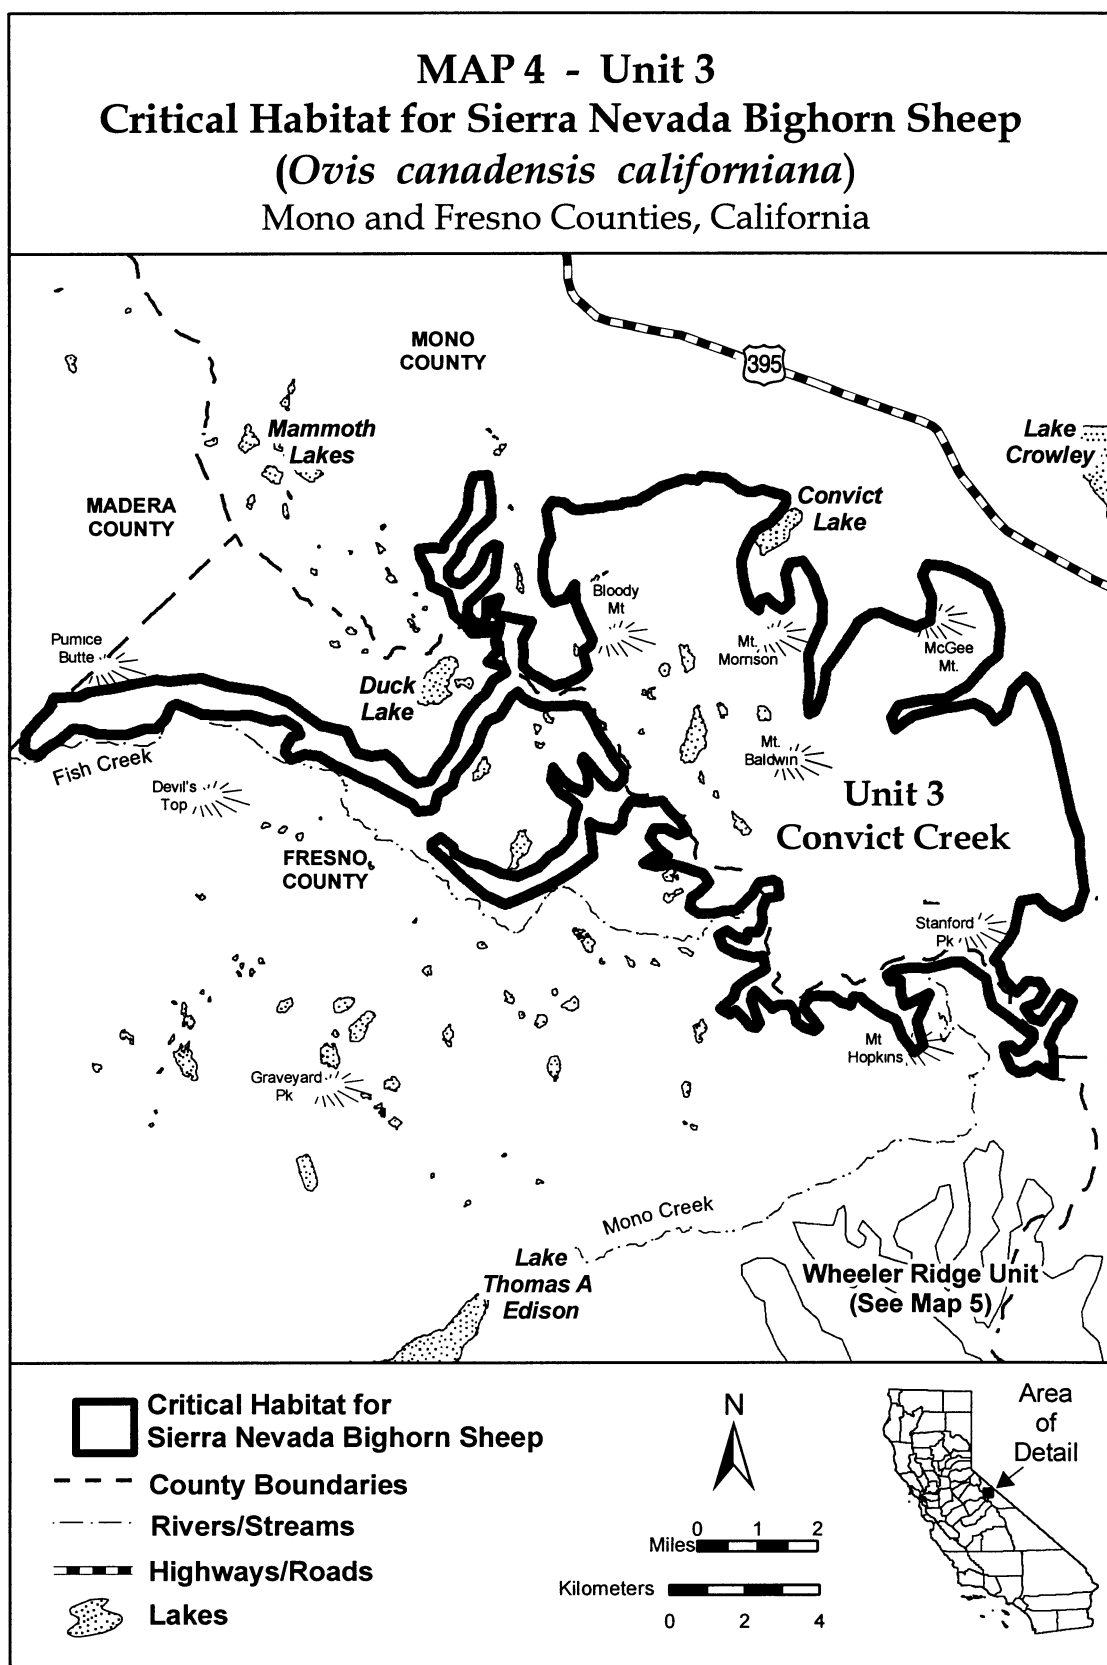 MAP 4 - Unit 3
Critical Habitat for Sierra Nevada Bighorn Sheep
(Ovis canadensis californiana)
Mono and Fresno Counties, California
MONO
COUNTY
395
Mammoth
Lakes
Lake
Crowley
MADERA
COUNTY
Convict
Lake
Bloody
Mt
Pumice
Butte
Mt.
Morrison
McGee
Mt.
Duck
Lake
Fish Creek
Mt.
Baldwin
Devil's
Top
Unit 3
Convict Creek
FRESNO
COUNTY
Stanford
Pk
Mt
Hopkins
Graveyard
Pk
Mono Creek
Lake
Thomas A
Edison
Wheeler Ridge Unit
(See Map 5)
Critical Habitat for
Sierra Nevada Bighorn Sheep
County Boundaries
Rivers/Streams
Highways/Roads
Lakes
N
0 1 2
Miles
Kilometers
0 2 4
Area
of
Detail